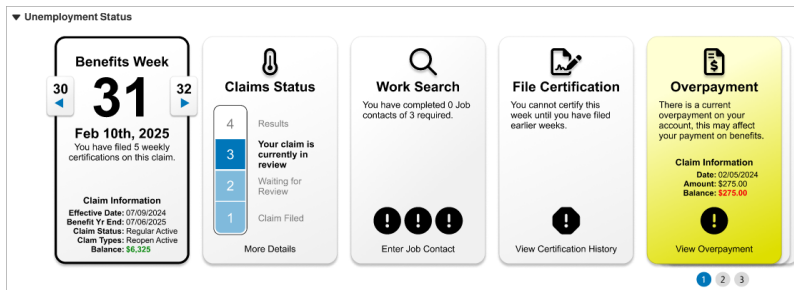 Unemployment Status
Benefits Week
30
31
32
Feb 10th, 2025
You have filed 5 weekly
certifications on this claim.
Claim Information
Effective Date: 07/09/2024
Benefit Yr End: 07/06/2025
Claim Status: Regular Active
Clam Types: Reopen Active
Balance: $6,325
Claims Status
4 Results
3 Your claim is
currently in
review
2 Waiting for
Review
1 Claim Filed
More Details
Work Search
You have completed 0 Job
contacts of 3 required.
Enter Job Contact
File Certification
You cannot certify this
week until you have filed
earlier weeks.
View Certification History
$
Overpayment
There is a current
overpayment on your
account, this may affect
your payment on benefits.
Claim Information
Date: 02/05/2024
Amount: $275.00
Balance: $275.00
View Overpayment
1 2 3